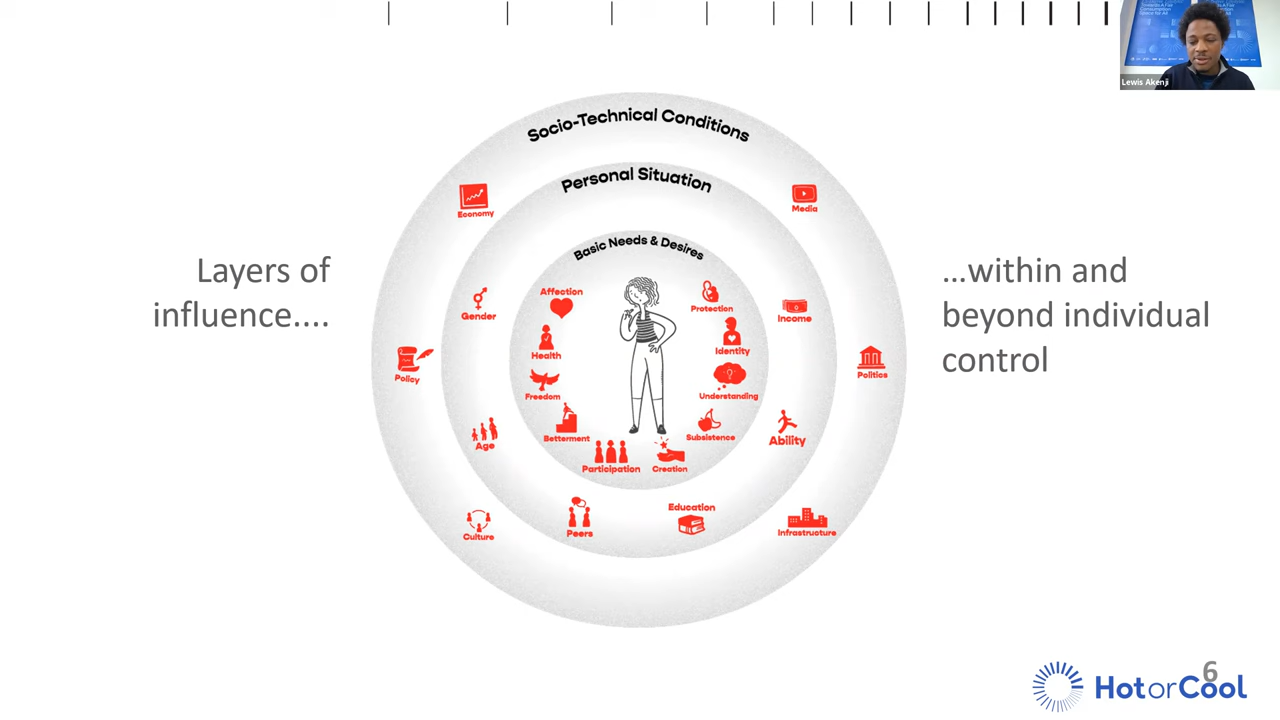 Lewis Akenji
Socio-Technical Conditions
Personal Situation
Basic Needs & Desires
Economy
Media
Layers of
influence....
...within and
beyond individual
control
Gender
Affection
Protection
Income
Health
Identity
Policy
Politics
Freedom
Understanding
Age
Betterment
Subsistence
Ability
Participation
Creation
Culture
Peers
Education
Infrastructure
6
HotorCool